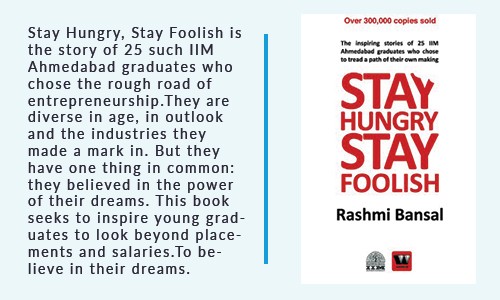 Stay Hungry, Stay Foolish is
the story of 25 such IIM
Ahmedabad graduates who
chose the rough road of
entrepreneurship.They are
diverse in age, in outlook
and the industries they
made a mark in. But they
have one thing in common:
they believed in the power
of their dreams. This book
seeks to inspire young grad-
uates to look beyond place-
ments and salaries.To be-
lieve in their dreams.
Over 300,000 copies sold
The inspiring stories of 25 IIM
Ahmedabad graduates who chose
to tread a path of their own making
STAY
HUNGRY
STAY
FOOLISH
Rashmi Bansal
IIM